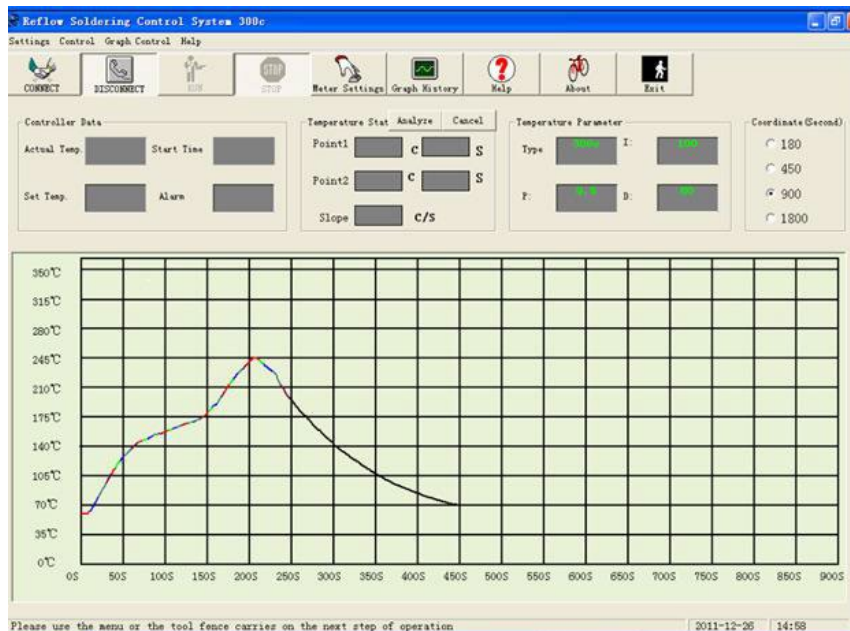 Reflow Soldering Control System 300c
Settings Control Graph Control Help
CONNECT DISCONNECT RUN STOP Meter Settings Graph History Help About Exit
STOP
Controller Data
Actual Temp. Start Time
Set Temp. Alarm
Temperature Stat Analyze Cancel
Point1 C S
Point2 C S
Slope C/S
Temperature Parameter
Type 300c I: 100
P: D:
Coordinate(Second)
180
450
900
1800
350℃
315℃
280℃
245℃
210℃
175℃
140℃
105℃
70℃
35℃
0℃
0S 50S 100S 150S 200S 250S 300S 350S 400S 450S 500S 550S 600S 650S 700S 750S 800S 850S 900S
Please use the menu or the tool fence carries on the next step of operation 2011-12-26 14:58